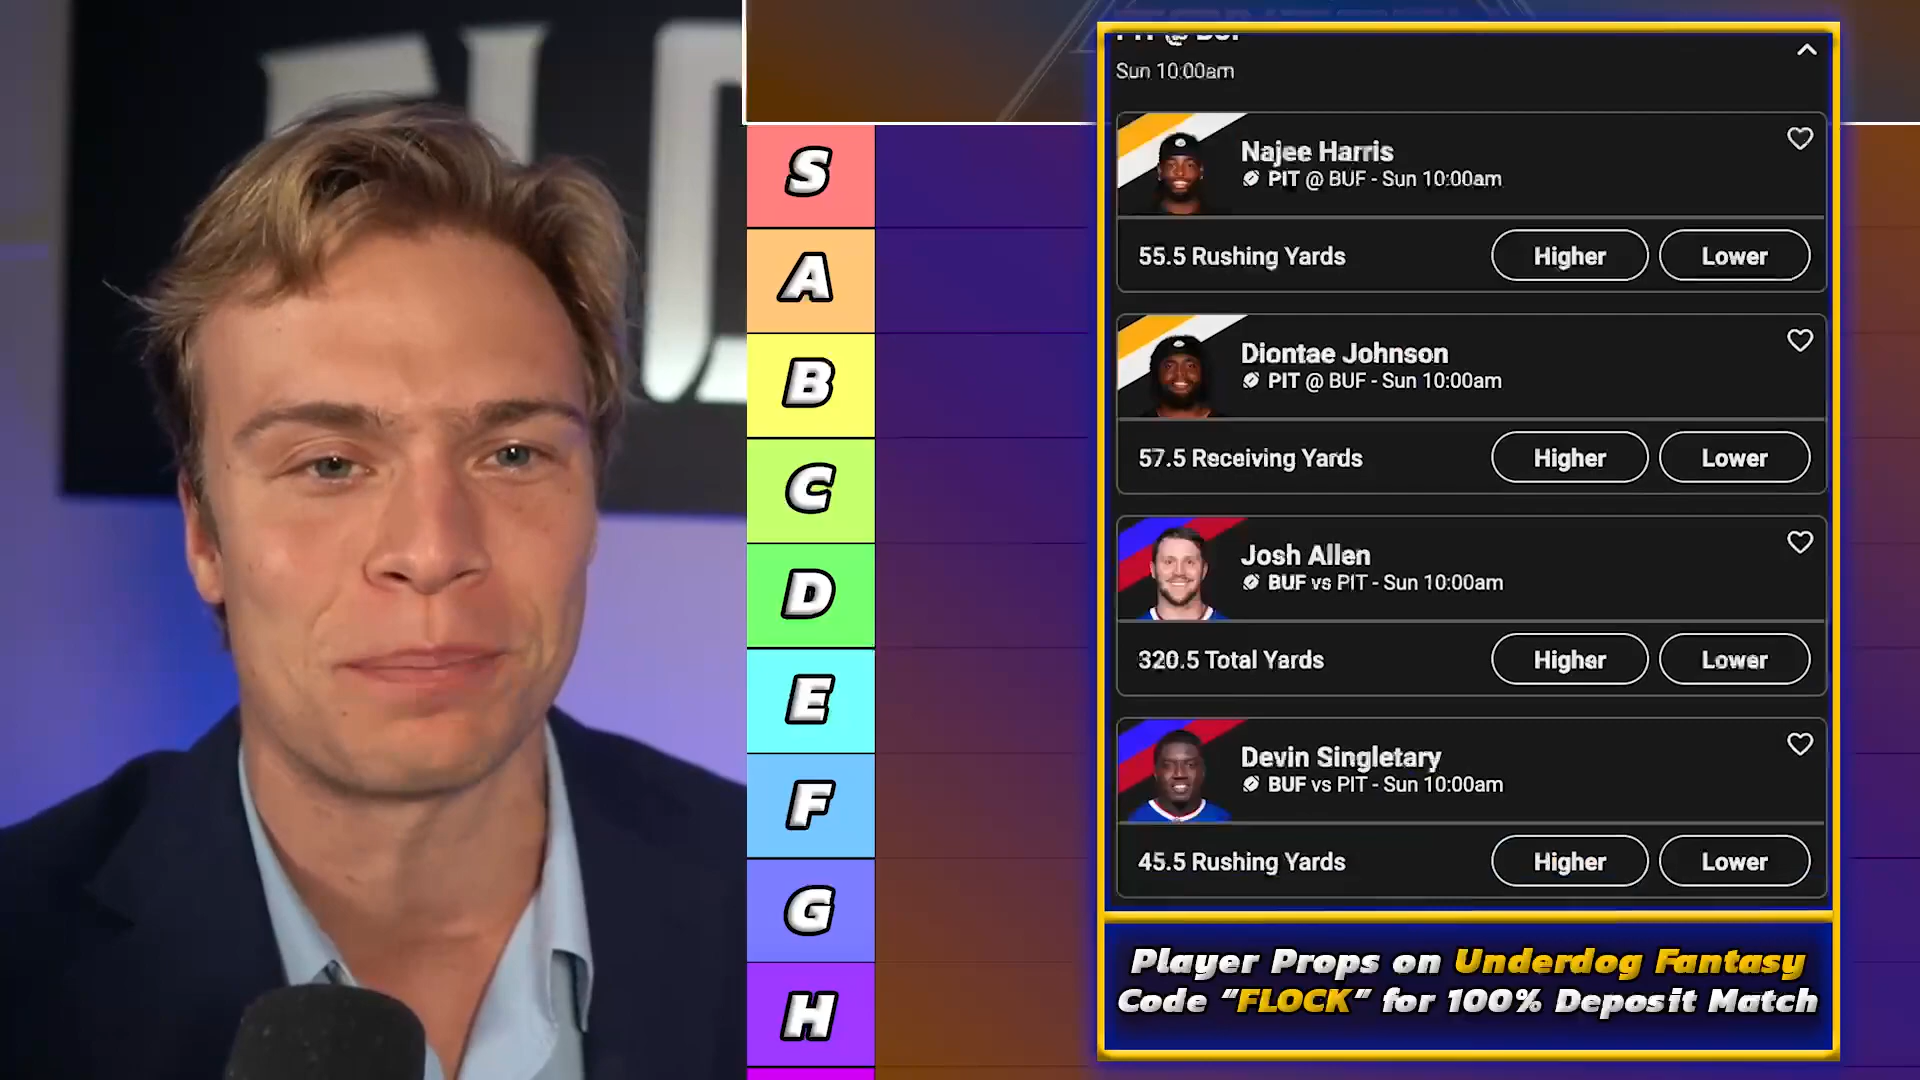 S
A
B
C
D
E
F
G
H
PIT @ BUF
Sun 10:00am
Najee Harris
PIT @ BUF - Sun 10:00am
55.5 Rushing Yards
Higher
Lower
Diontae Johnson
PIT @ BUF - Sun 10:00am
57.5 Receiving Yards
Higher
Lower
Josh Allen
BUF vs PIT - Sun 10:00am
320.5 Total Yards
Higher
Lower
Devin Singletary
BUF vs PIT - Sun 10:00am
45.5 Rushing Yards
Higher
Lower
Player Props on Underdog Fantasy
Code "FLOCK" for 100% Deposit Match